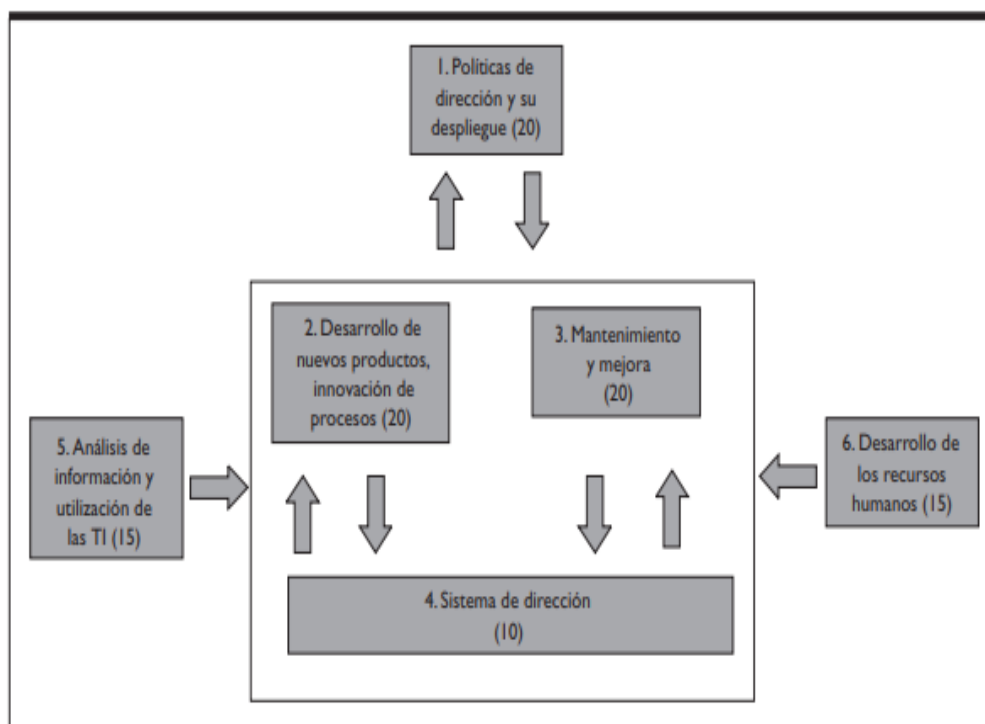 1. Políticas de
dirección y su
despliegue (20)
2. Desarrollo de
nuevos productos,
innovación de
procesos (20)
3. Mantenimiento
y mejora
(20)
5. Análisis de
información y
utilización de
las TI (15)
6. Desarrollo de
los recursos
humanos (15)
4. Sistema de dirección
(10)